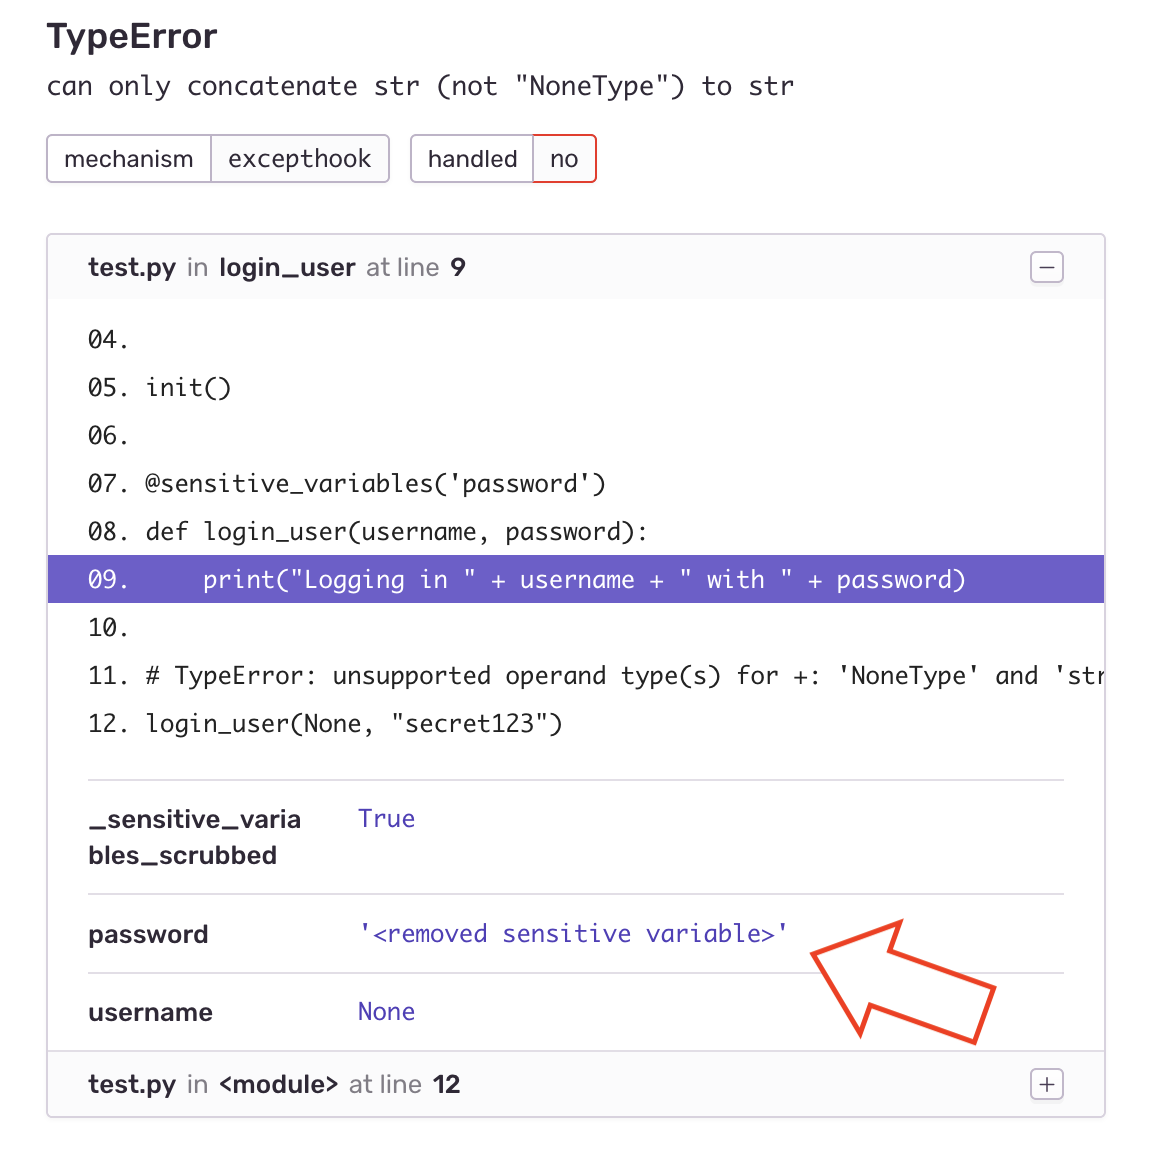 TypeError
can only concatenate str (not "NoneType") to str
mechanism excepthook handled no
test.py in login_user at line 9
04.
05. init()
06.
07. @sensitive_variables('password')
08. def login_user(username, password):
09.     print("Logging in " + username + " with " + password)
10.
11. # TypeError: unsupported operand type(s) for +: 'NoneType' and 'str
12. login_user(None, "secret123")
_sensitive_varia True
bles_scrubbed
password '<removed sensitive variable>'
username None
test.py in <module> at line 12